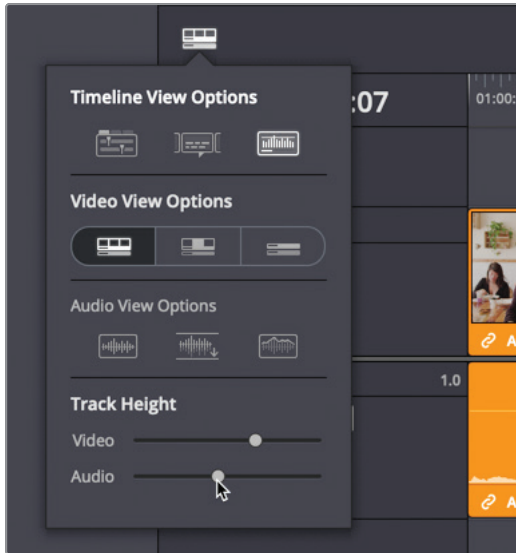 Timeline View Options
:07
01:00:
Video View Options
Audio View Options
A
1.0
Track Height
Video
Audio
A